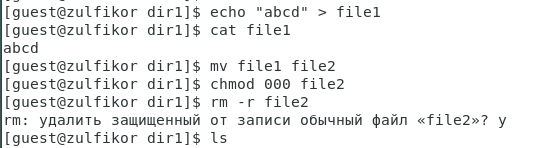 [guest@zulfikor dir1]$ echo "abcd" > file1
[guest@zulfikor dir1]$ cat file1
abcd
[guest@zulfikor dir1]$ mv file1 file2
[guest@zulfikor dir1]$ chmod 000 file2
[guest@zulfikor dir1]$ rm -r file2
rm: удалить защищенный от записи обычный файл «file2»? y
[guest@zulfikor dir1]$ ls